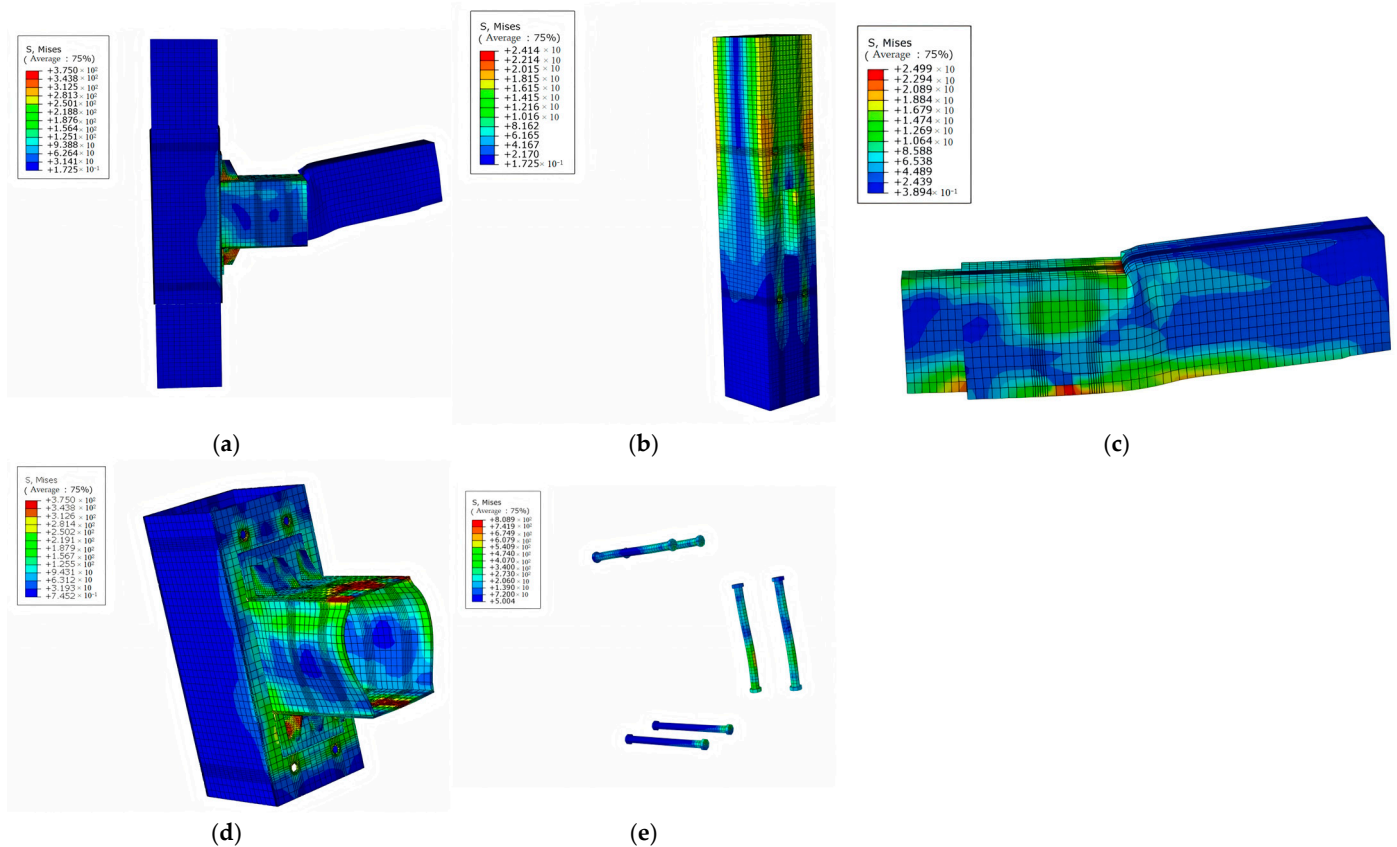 S, Mises
( Average : 75%)
+3.750 × 10²
+3.438 × 10²
+3.125 × 10²
+2.813 × 10²
+2.501 × 10²
+2.188 × 10²
+1.876 × 10²
+1.564 × 10²
+1.251 × 10²
+9.388 × 10
+6.264 × 10
+3.141 × 10
+1.725 × 10⁻¹
(a)
S, Mises
( Average : 75%)
+2.414 × 10
+2.214 × 10
+2.015 × 10
+1.815 × 10
+1.615 × 10
+1.415 × 10
+1.216 × 10
+1.016 × 10
+8.162
+6.165
+4.167
+2.170
+1.725× 10⁻¹
(b)
S, Mises
( Average : 75%)
+2.499 × 10
+2.294 × 10
+2.089 × 10
+1.884 × 10
+1.679 × 10
+1.474 × 10
+1.269 × 10
+1.064 × 10
+8.588
+6.538
+4.489
+2.439
+3.894× 10⁻¹
(c)
S, Mises
( Average : 75%)
+3.750 × 10²
+3.438 × 10²
+3.126 × 10²
+2.814 × 10²
+2.502 × 10²
+2.191 × 10²
+1.879 × 10²
+1.567 × 10²
+1.255 × 10²
+9.431 × 10
+6.312 × 10
+3.193 × 10
+7.452 × 10⁻¹
(d)
S, Mises
( Average : 75%)
+8.089 × 10²
+7.419 × 10²
+6.749 × 10²
+6.079 × 10²
+5.409 × 10²
+4.740 × 10²
+4.070 × 10²
+3.400 × 10²
+2.730 × 10²
+2.060 × 10²
+1.390 × 10²
+7.200 × 10
+5.004
(e)